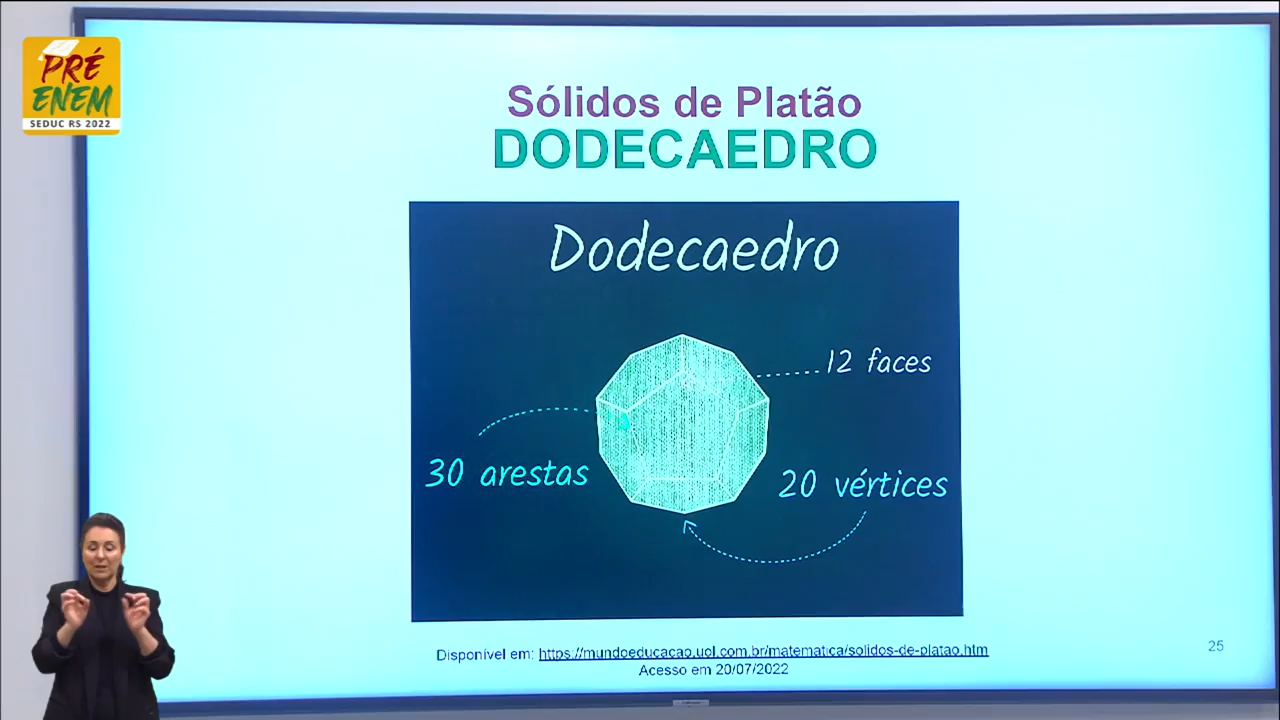 PRÉ
ENEM
SEDUC RS 2022
Sólidos de Platão
DODECAEDRO
Dodecaedro
12 faces
30 arestas
20 vértices
Disponível em: https://mundoeducacao.uol.com.br/matematica/solidos-de-platao.htm
Acesso em 20/07/2022
25